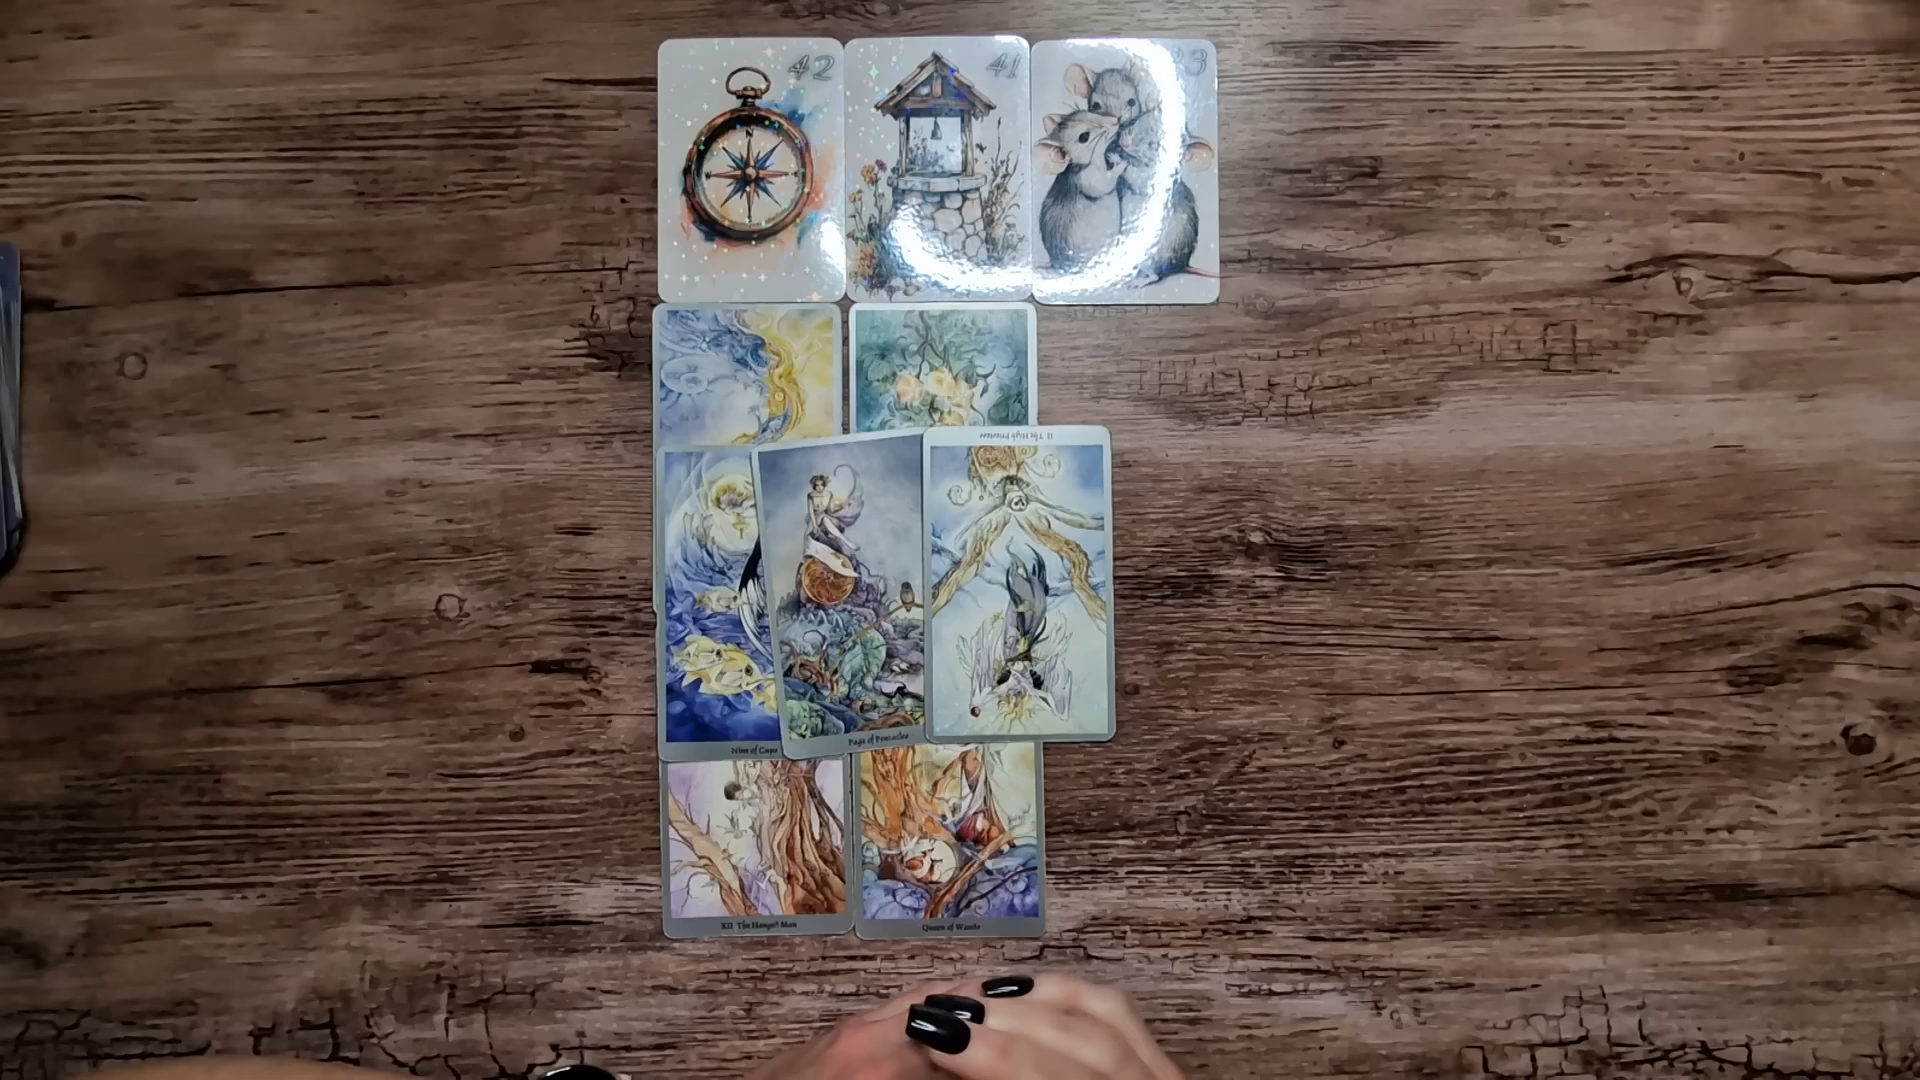 42
41
23
II The High Priestess
Nine of Cups
Page of Pentacles
XII The Hanged Man
Queen of Wands